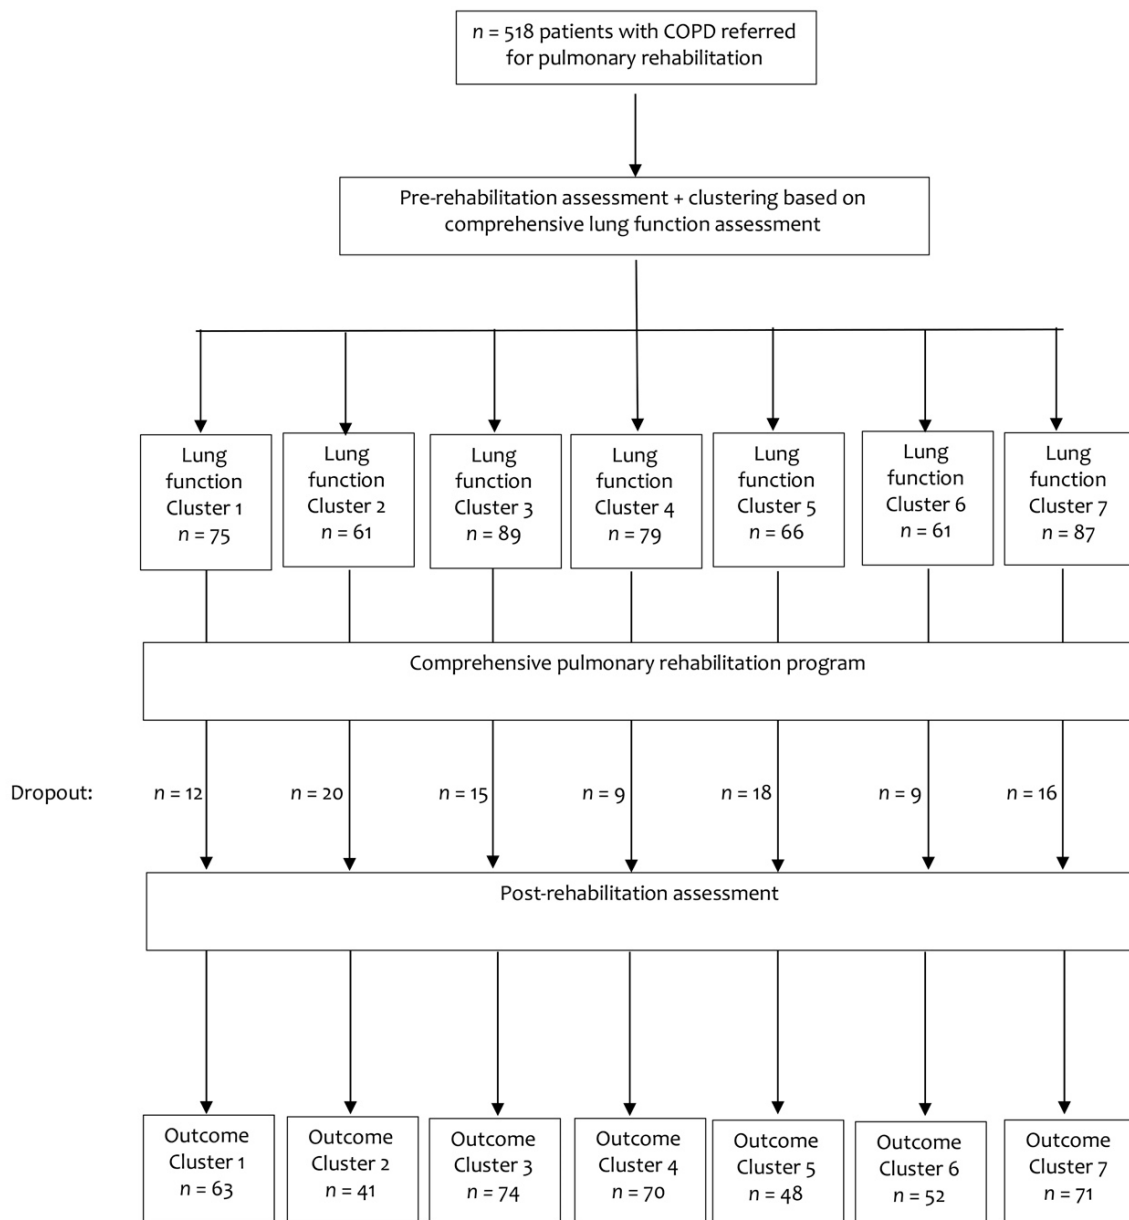 n = 518 patients with COPD referred
for pulmonary rehabilitation
Pre-rehabilitation assessment + clustering based on
comprehensive lung function assessment
Lung
function
Cluster 1
n = 75
Lung
function
Cluster 2
n = 61
Lung
function
Cluster 3
n = 89
Lung
function
Cluster 4
n = 79
Lung
function
Cluster 5
n = 66
Lung
function
Cluster 6
n = 61
Lung
function
Cluster 7
n = 87
Comprehensive pulmonary rehabilitation program
Dropout: n = 12 n = 20 n = 15 n = 9 n = 18 n = 9 n = 16
Post-rehabilitation assessment
Outcome
Cluster 1
n = 63
Outcome
Cluster 2
n = 41
Outcome
Cluster 3
n = 74
Outcome
Cluster 4
n = 70
Outcome
Cluster 5
n = 48
Outcome
Cluster 6
n = 52
Outcome
Cluster 7
n = 71